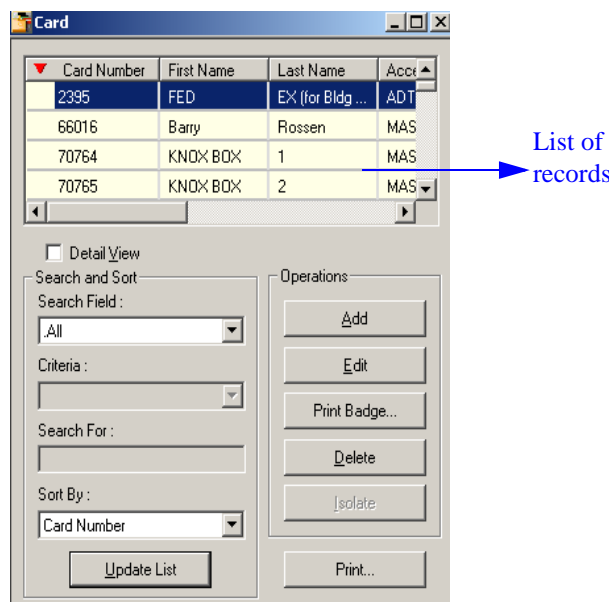 Card
Card Number First Name Last Name Acce
2395 FED EX (for Bldg ... ADT
66016 Barry Rossen MAS
70764 KNOX BOX 1 MAS
70765 KNOX BOX 2 MAS
List of
records
Detail View
Search and Sort
Search Field :
.All
Criteria :
Search For :
Sort By :
Card Number
Update List
Operations
Add
Edit
Print Badge...
Delete
Isolate
Print...